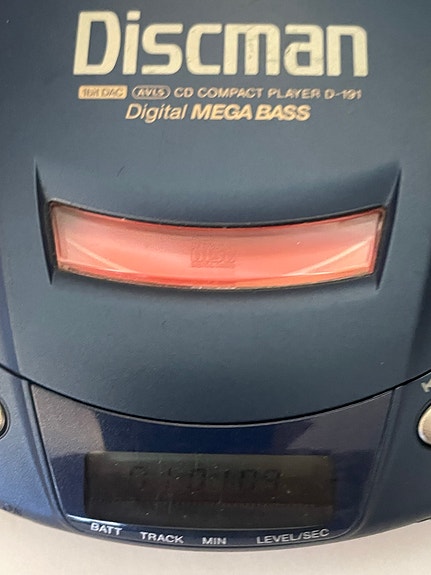 Discman
1bit DAC AVLS CD COMPACT PLAYER D-191
Digital MEGA BASS
BATT TRACK MIN LEVEL/SEC